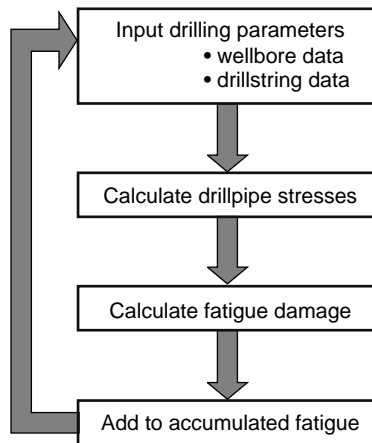 Input drilling parameters
• wellbore data
• drillstring data
Calculate drillpipe stresses
Calculate fatigue damage
Add to accumulated fatigue